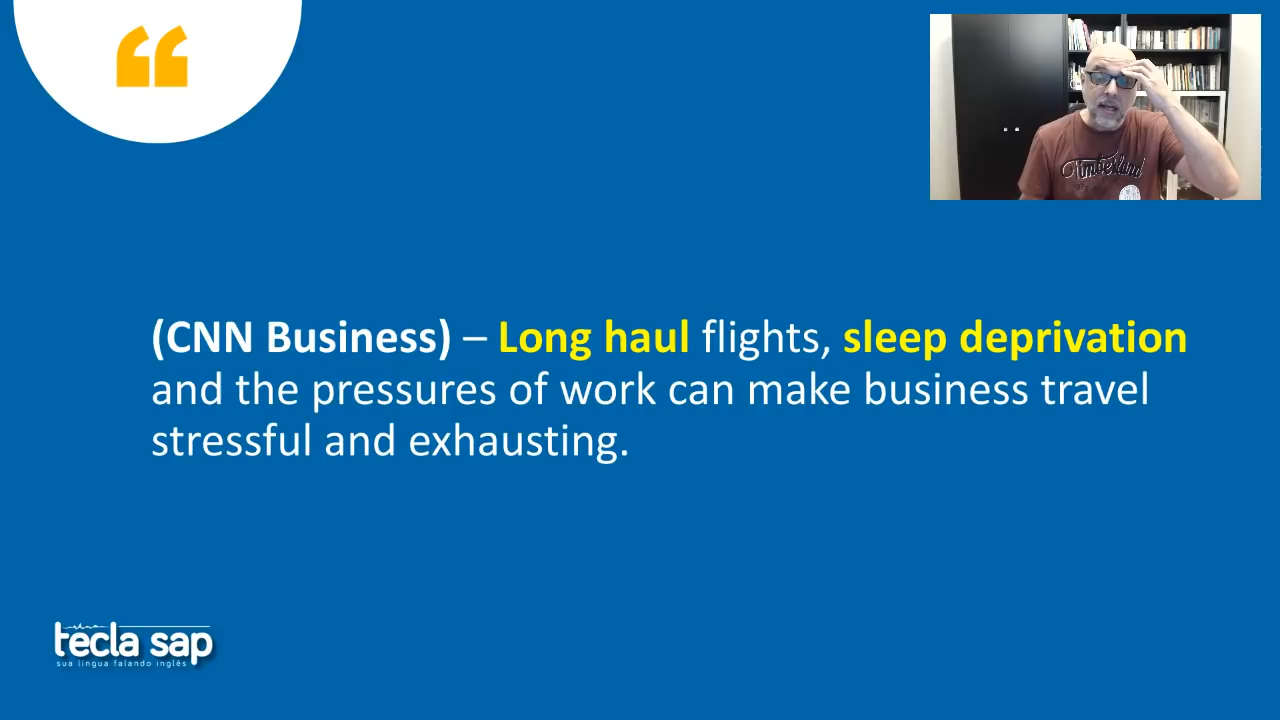 Timberland
(CNN Business) – Long haul flights, sleep deprivation
and the pressures of work can make business travel
stressful and exhausting.
tecla sap
sua língua falando inglês